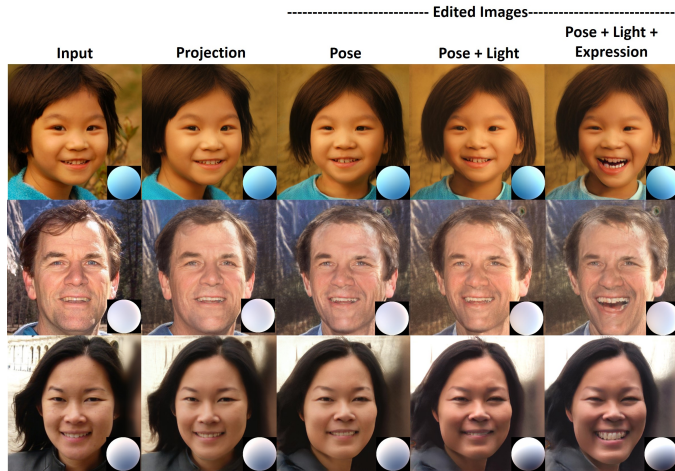 ---------------------------- Edited Images-----------------------------
Input
Projection
Pose
Pose + Light
Pose + Light +
Expression